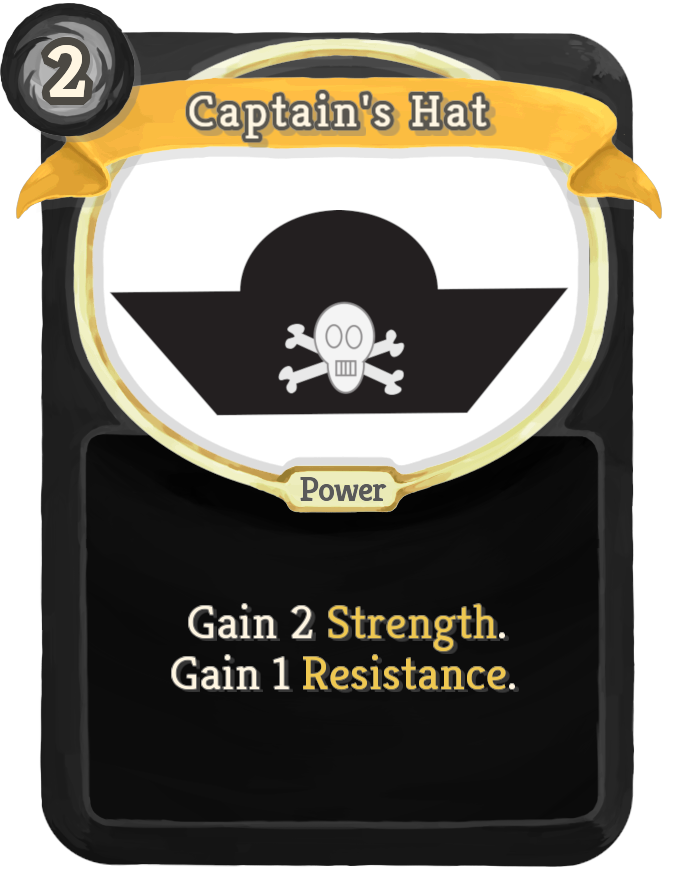 2
Captain's Hat
Power
Gain 2 Strength.
Gain 1 Resistance.